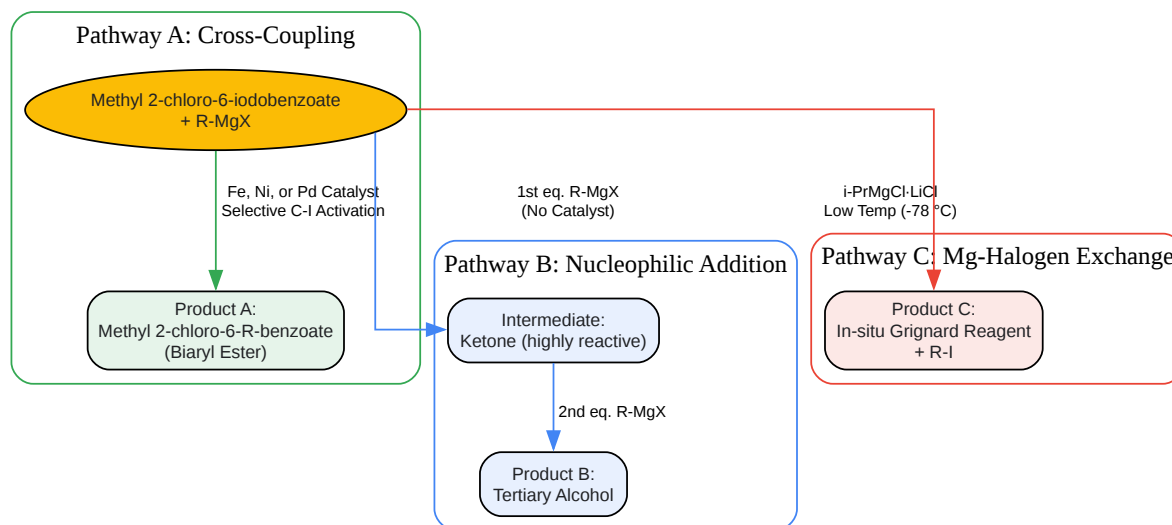 Pathway A: Cross-Coupling
Methyl 2-chloro-6-iodobenzoate
+ R-MgX
Fe, Ni, or Pd Catalyst
Selective C-I Activation
1st eq. R-MgX
(No Catalyst)
i-PrMgCl·LiCl
Low Temp (-78 °C)
Pathway B: Nucleophilic Addition
Pathway C: Mg-Halogen Exchange
Product A:
Methyl 2-chloro-6-R-benzoate
(Biaryl Ester)
Intermediate:
Ketone (highly reactive)
Product C:
In-situ Grignard Reagent
+ R-I
2nd eq. R-MgX
Product B:
Tertiary Alcohol